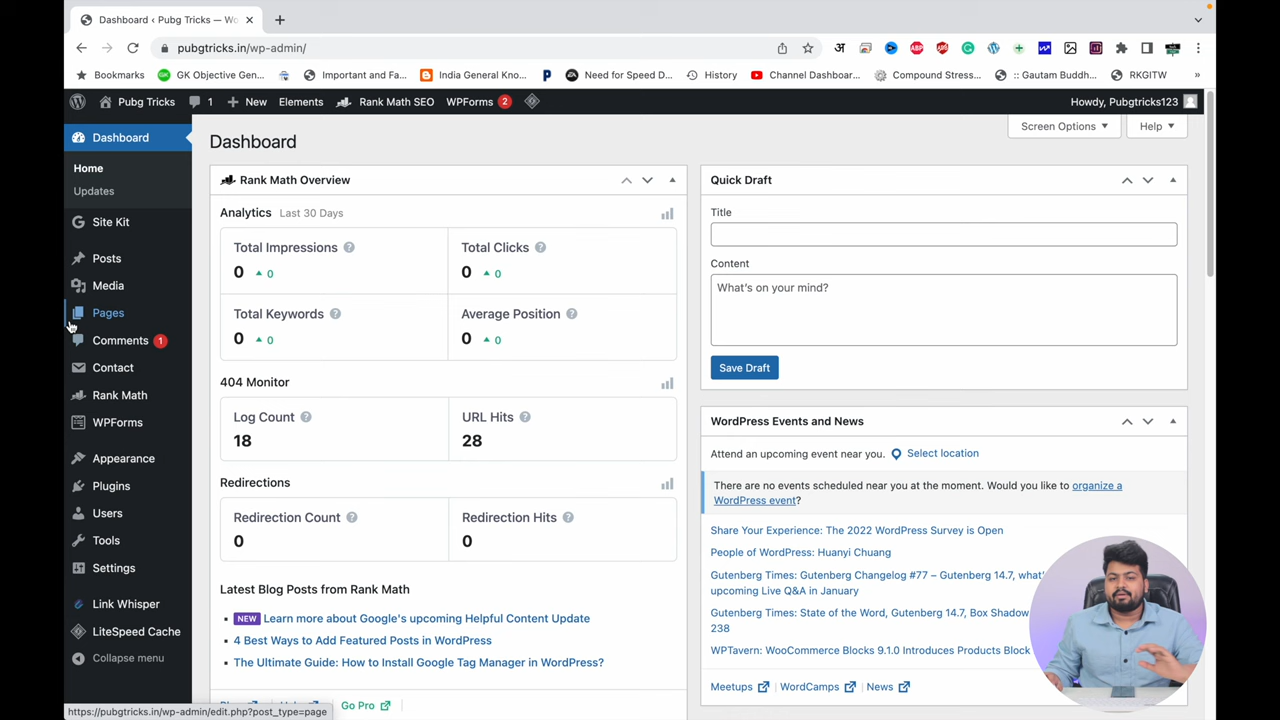 Dashboard ‹ Pubg Tricks — Wo
pubgtricks.in/wp-admin/
अ
Bookmarks
GK Objective Gen...
Important and Fa...
India General Kno...
Need for Speed D...
History
Channel Dashboar...
Compound Stress...
:: Gautam Buddh...
RKGITW
»
Pubg Tricks
1
New
Elements
Rank Math SEO
WPForms 2
Howdy, Pubgtricks123
Dashboard
Home
Updates
Site Kit
Posts
Media
Pages
Comments 1
Contact
Rank Math
WPForms
Appearance
Plugins
Users
Tools
Settings
Link Whisper
LiteSpeed Cache
Collapse menu
Dashboard
Screen Options
Help
Rank Math Overview
Analytics Last 30 Days
Total Impressions
0 0
Total Clicks
0 0
Total Keywords
0 0
Average Position
0 0
404 Monitor
Log Count
18
URL Hits
28
Redirections
Redirection Count
0
Redirection Hits
0
Latest Blog Posts from Rank Math
NEW Learn more about Google's upcoming Helpful Content Update
4 Best Ways to Add Featured Posts in WordPress
The Ultimate Guide: How to Install Google Tag Manager in WordPress?
Go Pro
Quick Draft
Title
Content
What's on your mind?
Save Draft
WordPress Events and News
Attend an upcoming event near you. Select location
There are no events scheduled near you at the moment. Would you like to organize a
WordPress event?
Share Your Experience: The 2022 WordPress Survey is Open
People of WordPress: Huanyi Chuang
Gutenberg Times: Gutenberg Changelog #77 – Gutenberg 14.7, what'
upcoming Live Q&A in January
Gutenberg Times: State of the Word, Gutenberg 14.7, Box Shadow
238
WPTavern: WooCommerce Blocks 9.1.0 Introduces Products Block
Meetups
WordCamps
News
https://pubgtricks.in/wp-admin/edit.php?post_type=page